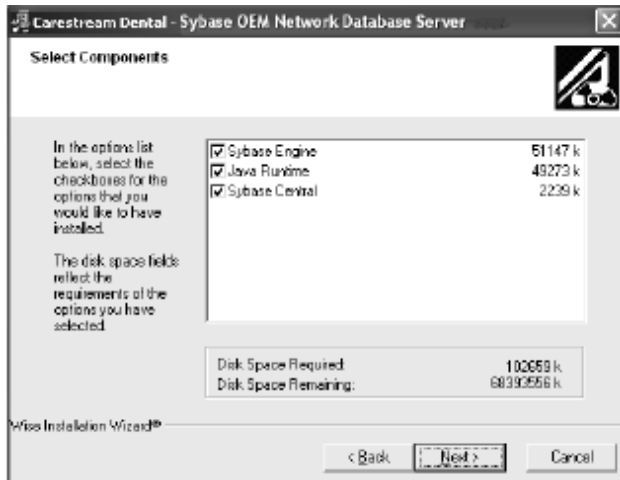 Carestream Dental - Sybase OEM Network Database Server
Select Components
In the options list
below, select the
checkboxes for the
options that you
would like to have
installed.
The disk space fields
reflect the
requirements of the
options you have
selected.
Sybase Engine 51147 k
Java Runtime 49273 k
Sybase Central 2239 k
Disk Space Required: 102659 k
Disk Space Remaining: 68393556 k
Wise Installation Wizard®
< Back
Next >
Cancel